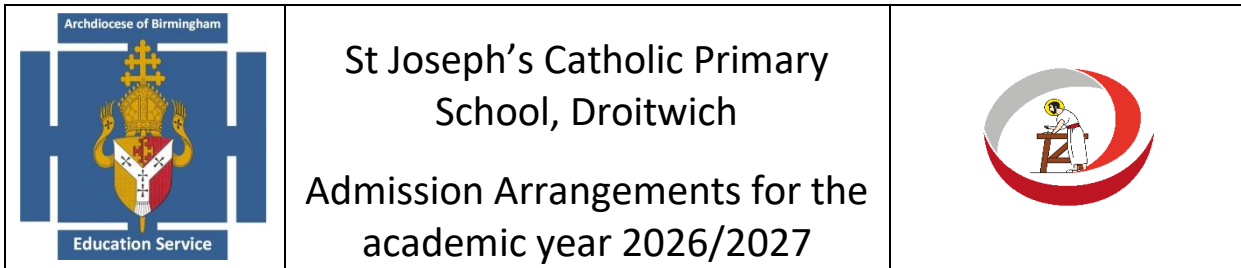 Archdiocese of Birmingham
Education Service
St Joseph’s Catholic Primary
School, Droitwich
Admission Arrangements for the
academic year 2026/2027